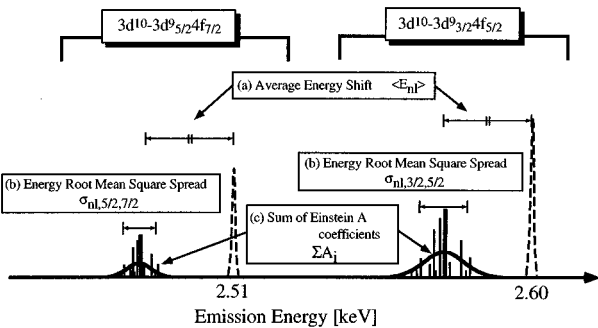 3d¹⁰-3d⁹₅/₂4f₇/₂
3d¹⁰-3d⁹₃/₂4f₅/₂
(a) Average Energy Shift <Eₙₗ>
(b) Energy Root Mean Square Spread
σₙₗ,₅/₂,₇/₂
(b) Energy Root Mean Square Spread
σₙₗ,₃/₂,₅/₂
(c) Sum of Einstein A
coefficients
ΣAᵢ
2.51
2.60
Emission Energy [keV]